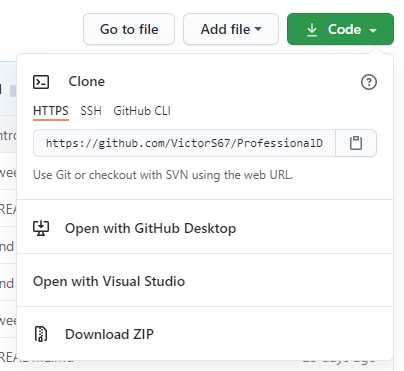 Go to file
Add file
Code
Clone
HTTPS SSH GitHub CLI
https://github.com/VictorS67/ProfessionalD
Use Git or checkout with SVN using the web URL.
Open with GitHub Desktop
Open with Visual Studio
Download ZIP